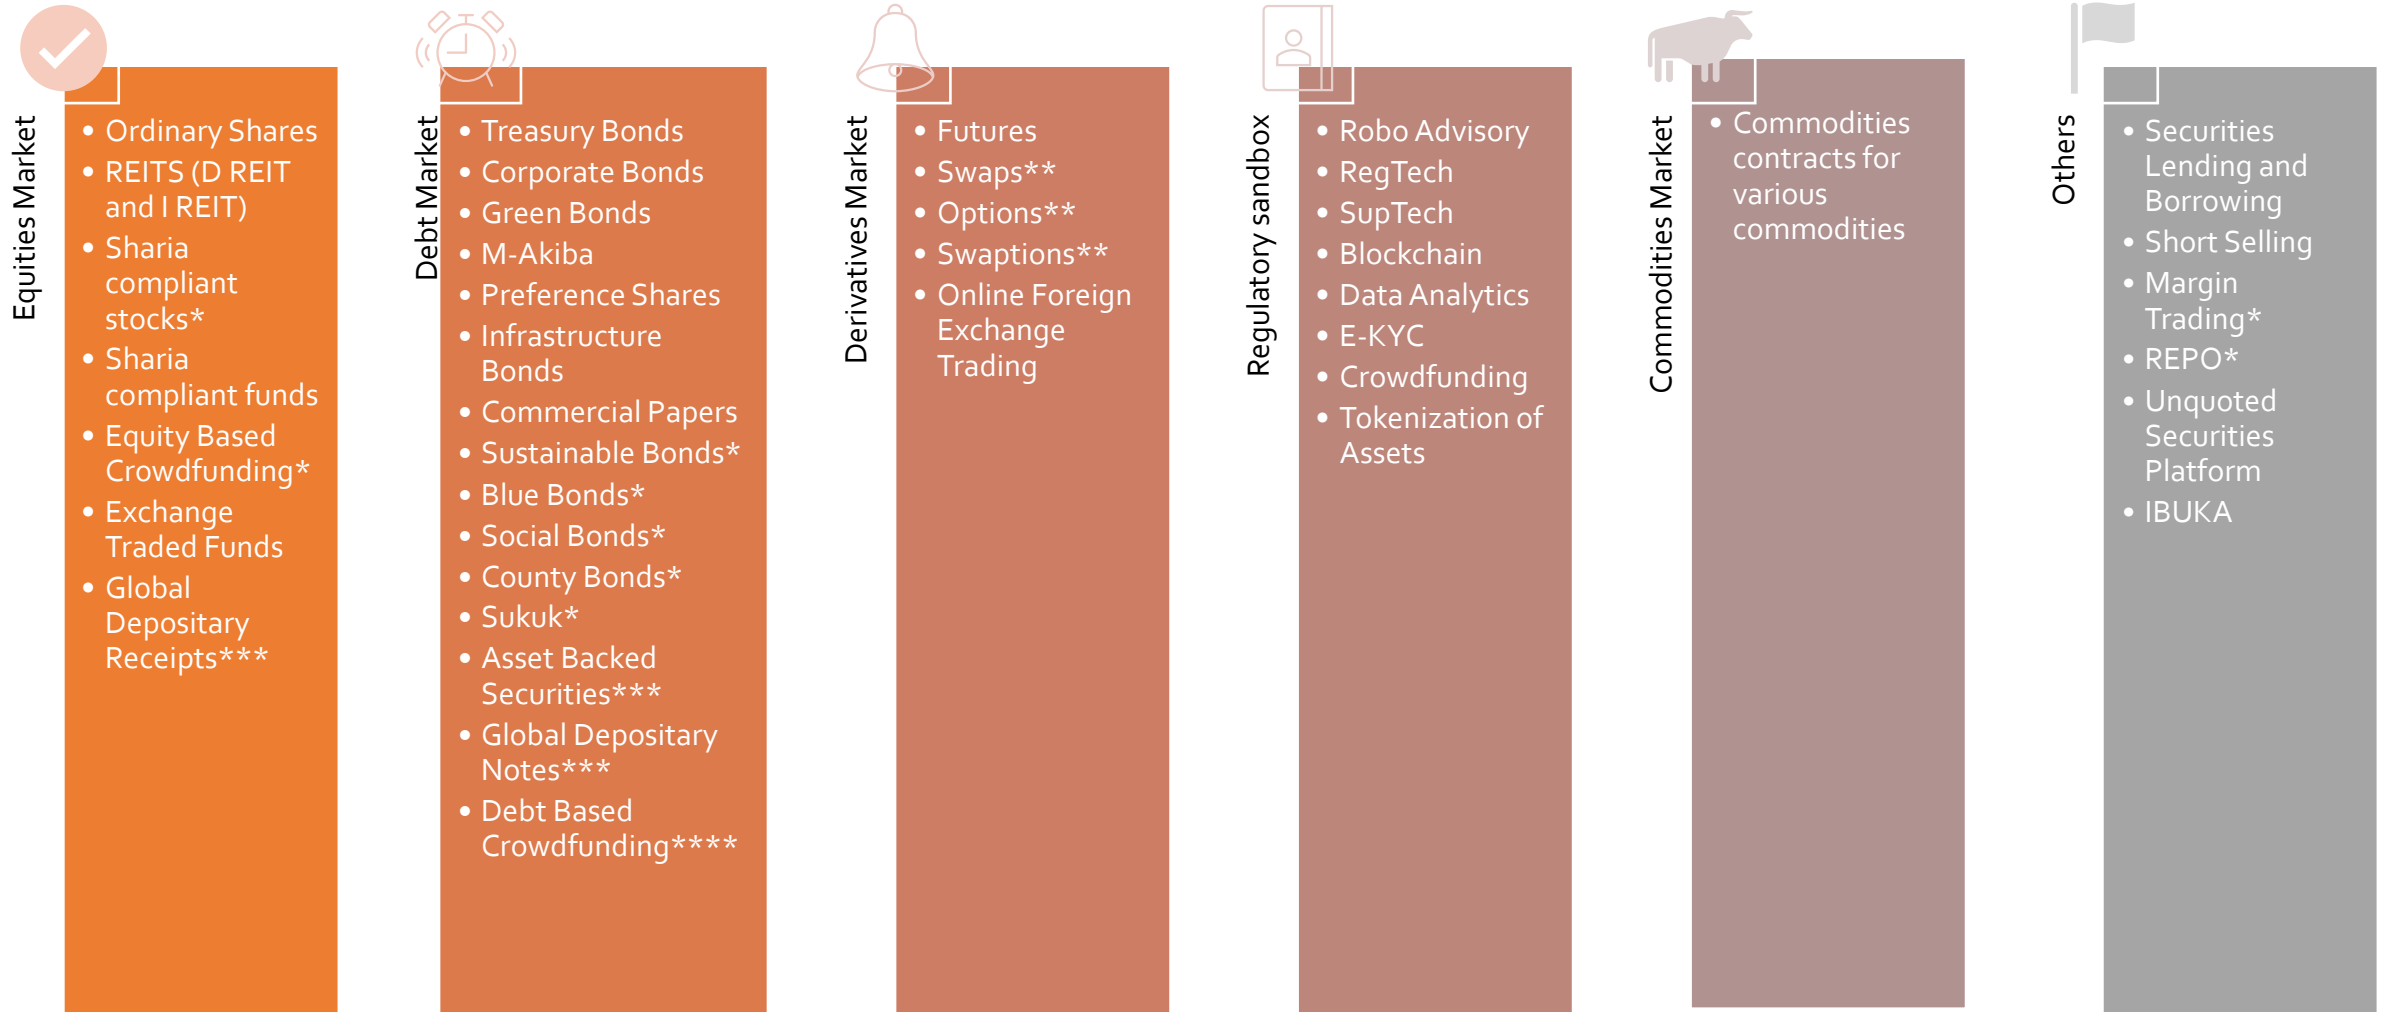 Equities Market
• Ordinary Shares
• REITS (D REIT
and I REIT)
• Sharia
compliant
stocks*
• Sharia
compliant funds
• Equity Based
Crowdfunding*
• Exchange
Traded Funds
• Global
Depositary
Receipts***
Debt Market
• Treasury Bonds
• Corporate Bonds
• Green Bonds
• M-Akiba
• Preference Shares
• Infrastructure
Bonds
• Commercial Papers
• Sustainable Bonds*
• Blue Bonds*
• Social Bonds*
• County Bonds*
• Sukuk*
• Asset Backed
Securities***
• Global Depositary
Notes***
• Debt Based
Crowdfunding****
Derivatives Market
• Futures
• Swaps**
• Options**
• Swaptions**
• Online Foreign
Exchange
Trading
Regulatory sandbox
• Robo Advisory
• RegTech
• SupTech
• Blockchain
• Data Analytics
• E-KYC
• Crowdfunding
• Tokenization of
Assets
Commodities Market
• Commodities
contracts for
various
commodities
Others
• Securities
Lending and
Borrowing
• Short Selling
• Margin
Trading*
• REPO*
• Unquoted
Securities
Platform
• IBUKA